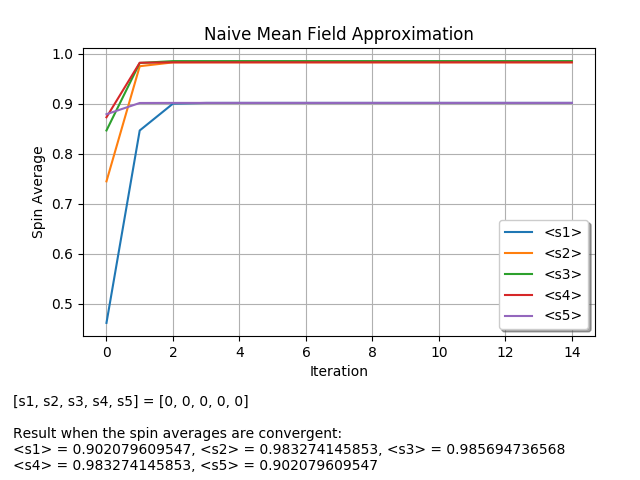 Naive Mean Field Approximation
1.0
0.9
0.8
0.7
0.6
0.5
Spin Average
<s1>
<s2>
<s3>
<s4>
<s5>
0 2 4 6 8 10 12 14
Iteration
[s1, s2, s3, s4, s5] = [0, 0, 0, 0, 0]
Result when the spin averages are convergent:
<s1> = 0.902079609547, <s2> = 0.983274145853, <s3> = 0.985694736568
<s4> = 0.983274145853, <s5> = 0.902079609547